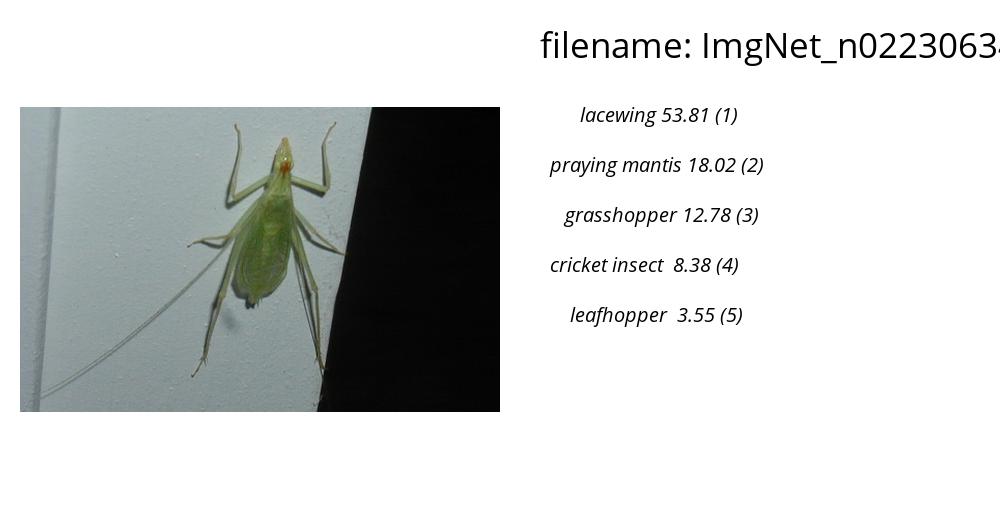 filename: ImgNet_n0223063
lacewing 53.81 (1)
praying mantis 18.02 (2)
grasshopper 12.78 (3)
cricket insect 8.38 (4)
leafhopper 3.55 (5)